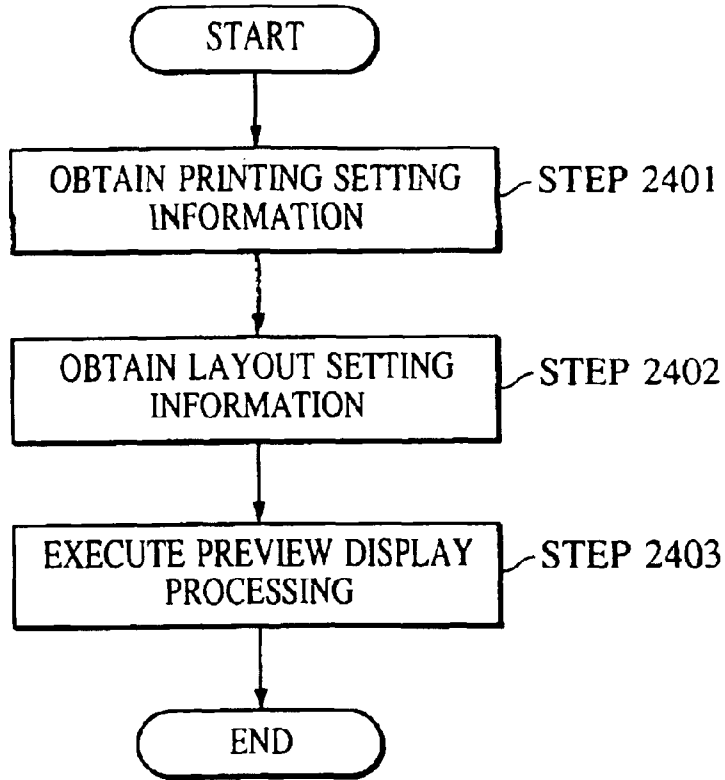 START
OBTAIN PRINTING SETTING
INFORMATION
STEP 2401
OBTAIN LAYOUT SETTING
INFORMATION
STEP 2402
EXECUTE PREVIEW DISPLAY
PROCESSING
STEP 2403
END